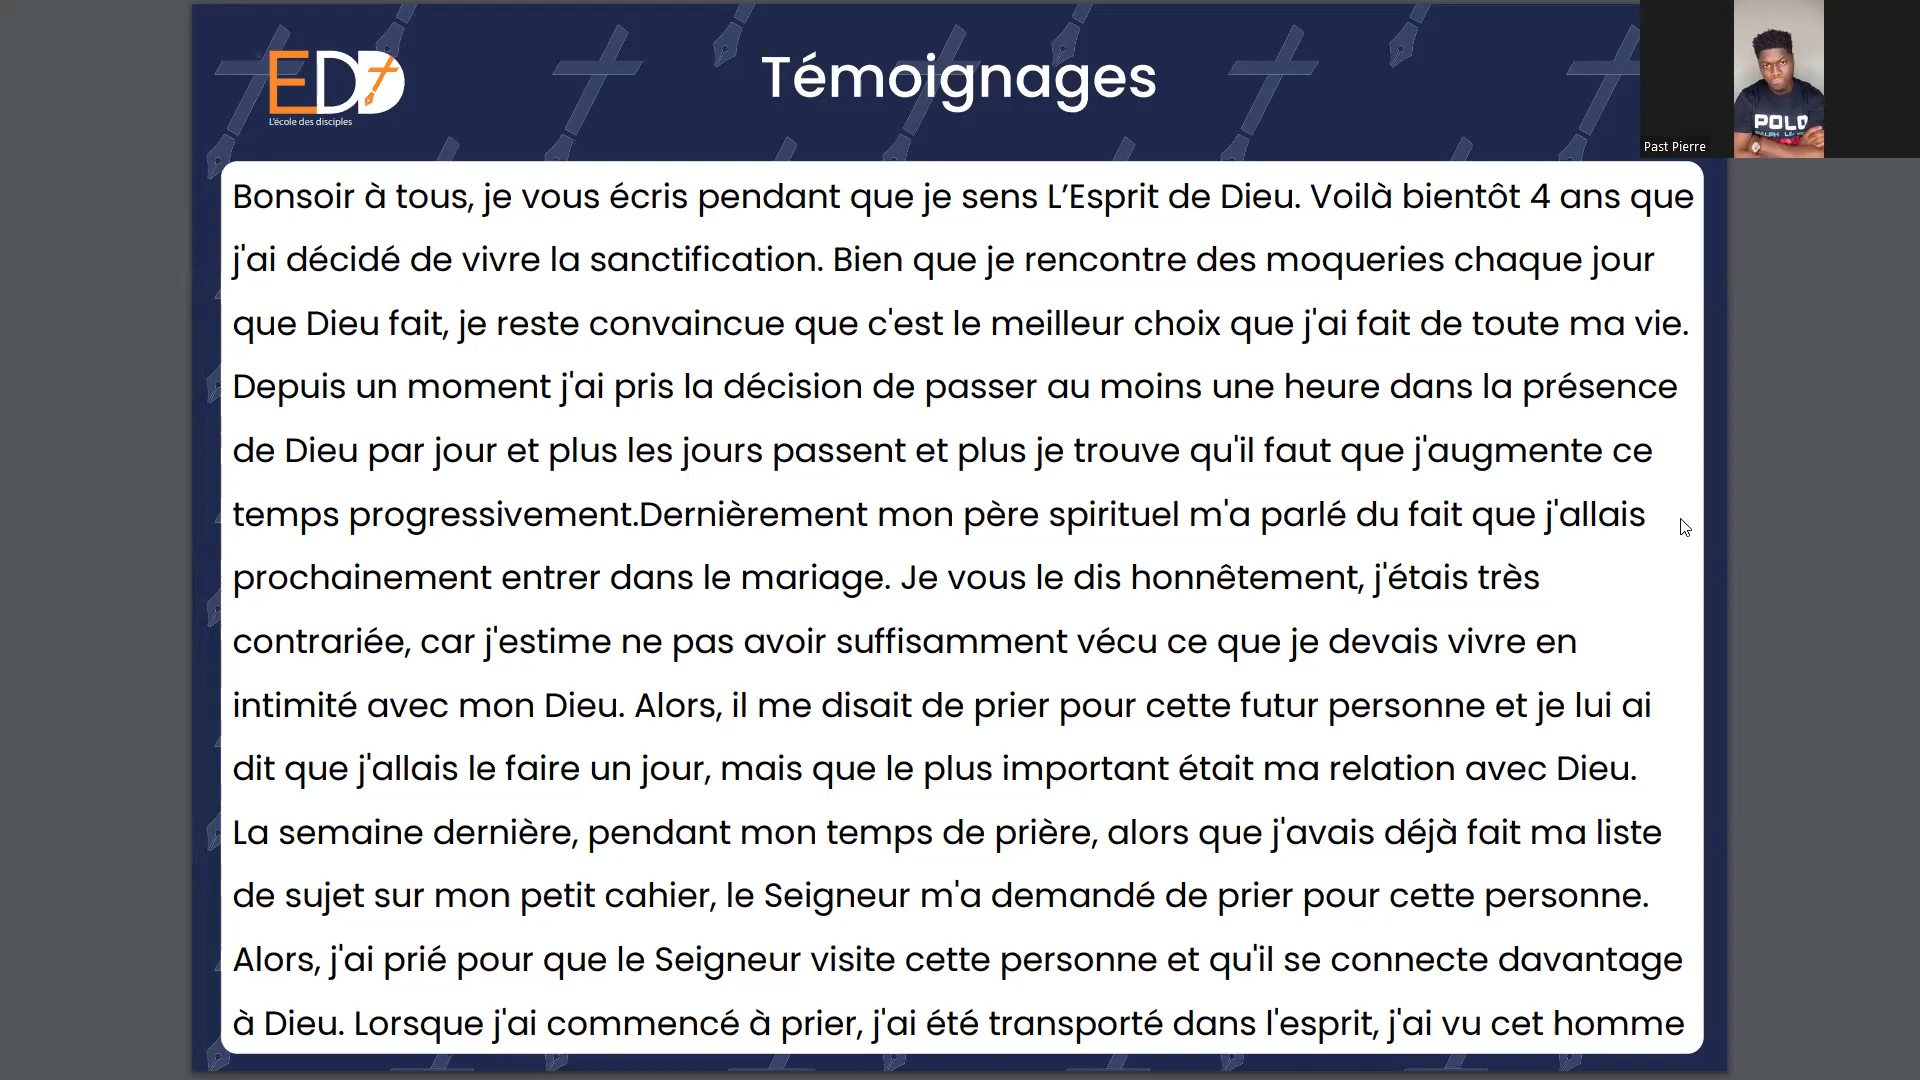 EDD
L'école des disciples
Témoignages
POLO
RALPH
Past Pierre
Bonsoir à tous, je vous écris pendant que je sens L’Esprit de Dieu. Voilà bientôt 4 ans que
j'ai décidé de vivre la sanctification. Bien que je rencontre des moqueries chaque jour
que Dieu fait, je reste convaincue que c'est le meilleur choix que j'ai fait de toute ma vie.
Depuis un moment j'ai pris la décision de passer au moins une heure dans la présence
de Dieu par jour et plus les jours passent et plus je trouve qu'il faut que j'augmente ce
temps progressivement.Dernièrement mon père spirituel m'a parlé du fait que j'allais
prochainement entrer dans le mariage. Je vous le dis honnêtement, j'étais très
contrariée, car j'estime ne pas avoir suffisamment vécu ce que je devais vivre en
intimité avec mon Dieu. Alors, il me disait de prier pour cette futur personne et je lui ai
dit que j'allais le faire un jour, mais que le plus important était ma relation avec Dieu.
La semaine dernière, pendant mon temps de prière, alors que j'avais déjà fait ma liste
de sujet sur mon petit cahier, le Seigneur m'a demandé de prier pour cette personne.
Alors, j'ai prié pour que le Seigneur visite cette personne et qu'il se connecte davantage
à Dieu. Lorsque j'ai commencé à prier, j'ai été transporté dans l'esprit, j'ai vu cet homme